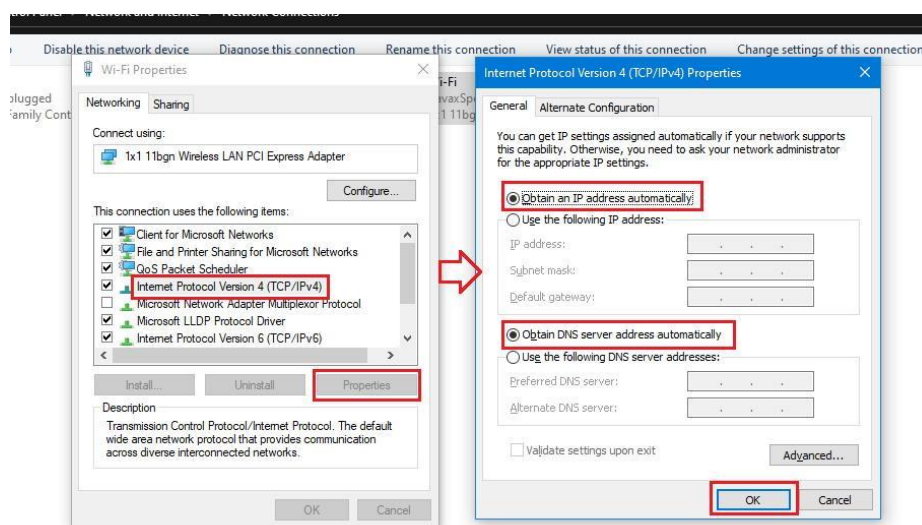 Control Panel > Network and Internet > Network Connections
Disable this network device Diagnose this connection Rename this connection View status of this connection Change settings of this connection
Wi-Fi Properties
Networking Sharing
Connect using:
1x1 11bgn Wireless LAN PCI Express Adapter
Configure...
This connection uses the following items:
Client for Microsoft Networks
File and Printer Sharing for Microsoft Networks
QoS Packet Scheduler
Internet Protocol Version 4 (TCP/IPv4)
Microsoft Network Adapter Multiplexor Protocol
Microsoft LLDP Protocol Driver
Internet Protocol Version 6 (TCP/IPv6)
Install... Uninstall Properties
Description
Transmission Control Protocol/Internet Protocol. The default
wide area network protocol that provides communication
across diverse interconnected networks.
OK Cancel
Internet Protocol Version 4 (TCP/IPv4) Properties
General Alternate Configuration
You can get IP settings assigned automatically if your network supports
this capability. Otherwise, you need to ask your network administrator
for the appropriate IP settings.
Obtain an IP address automatically
Use the following IP address:
IP address:
Subnet mask:
Default gateway:
Obtain DNS server address automatically
Use the following DNS server addresses:
Preferred DNS server:
Alternate DNS server:
Validate settings upon exit
Advanced...
OK Cancel